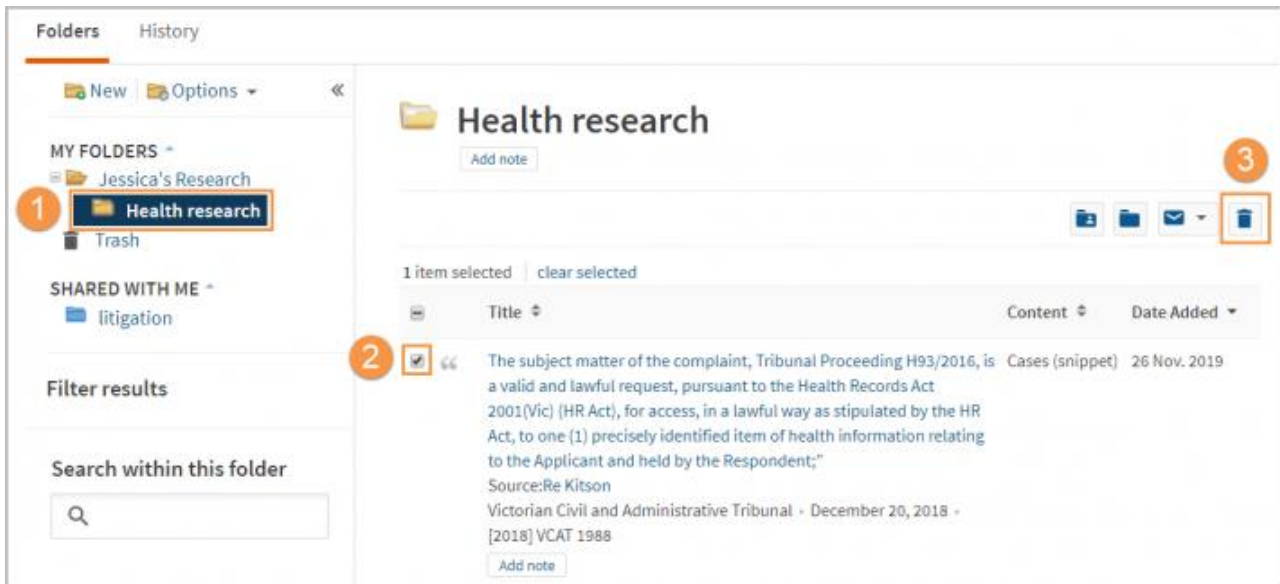 Folders History
New Options
MY FOLDERS
Jessica's Research
1 Health research
Trash
SHARED WITH ME
litigation
Filter results
Search within this folder
Health research
Add note
3
1 item selected clear selected
Title Content Date Added
2 “ The subject matter of the complaint, Tribunal Proceeding H93/2016, is Cases (snippet) 26 Nov. 2019
a valid and lawful request, pursuant to the Health Records Act
2001(Vic) (HR Act), for access, in a lawful way as stipulated by the HR
Act, to one (1) precisely identified item of health information relating
to the Applicant and held by the Respondent;"
Source:Re Kitson
Victorian Civil and Administrative Tribunal • December 20, 2018 •
[2018] VCAT 1988
Add note